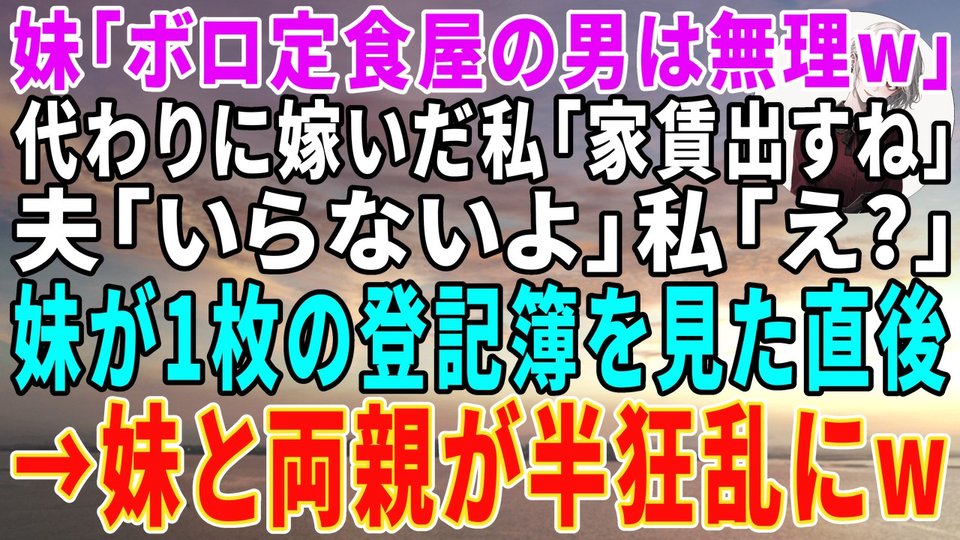 妹「ボロ定食屋の男は無理w」
代わりに嫁いだ私「家賃出すね」
夫「いらないよ」私「え?」
妹が1枚の登記簿を見た直後
→妹と両親が半狂乱にw